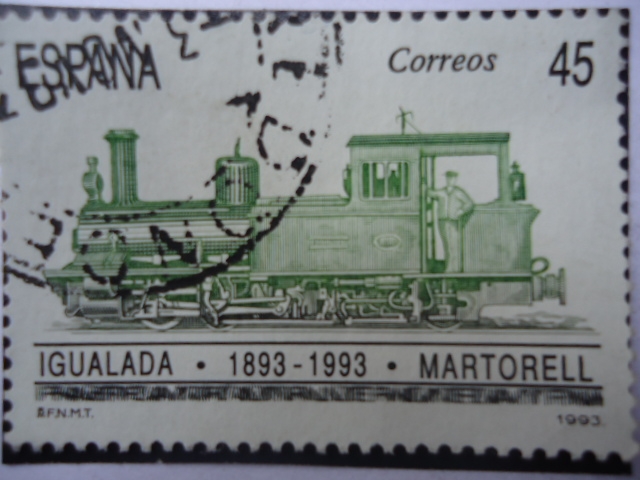 ESPAÑA
Correos 45
IGUALADA • 1893-1993 • MARTORELL
F.N.M.T. 1993